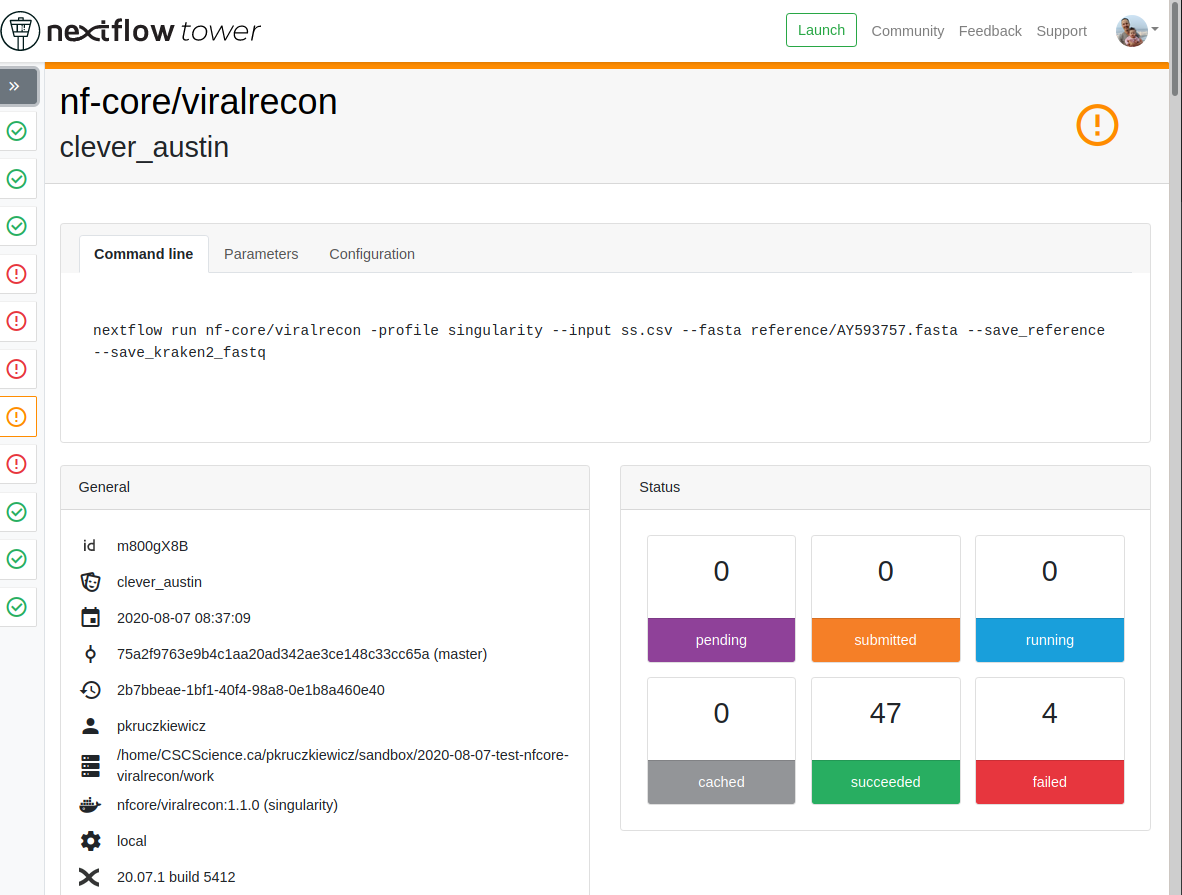 nextflow tower
Launch Community Feedback Support
nf-core/viralrecon
clever_austin
Command line Parameters Configuration
nextflow run nf-core/viralrecon -profile singularity --input ss.csv --fasta reference/AY593757.fasta --save_reference
--save_kraken2_fastq
General
id m800gX8B
clever_austin
2020-08-07 08:37:09
75a2f9763e9b4c1aa20ad342ae3ce148c33cc65a (master)
2b7bbeae-1bf1-40f4-98a8-0e1b8a460e40
pkruczkiewicz
/home/CSCScience.ca/pkruczkiewicz/sandbox/2020-08-07-test-nfcore-
viralrecon/work
nfcore/viralrecon:1.1.0 (singularity)
local
20.07.1 build 5412
Status
0 0 0
pending submitted running
0 47 4
cached succeeded failed